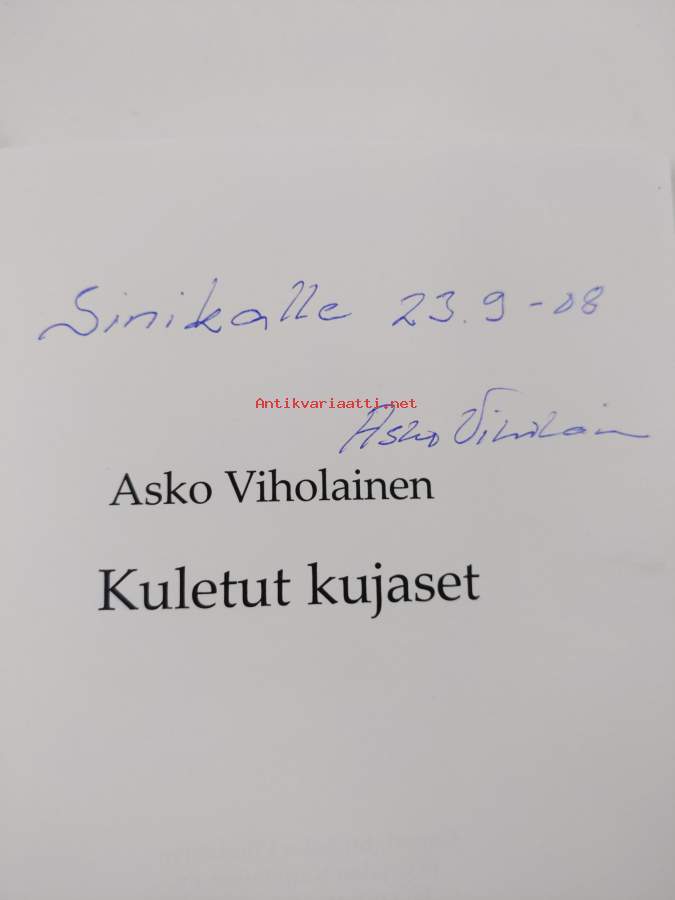 Sinikalle 23.9-08
Antikvariaatti.net
Asko Viholainen
Asko Viholainen
Kuletut kujaset